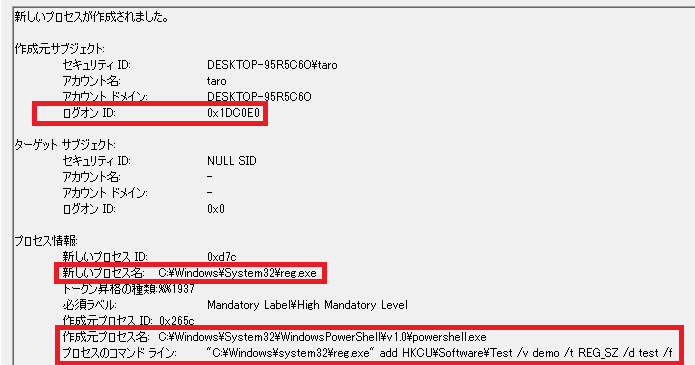 新しいプロセスが作成されました。
作成元サブジェクト:
セキュリティ ID: DESKTOP-95R5C6O¥taro
アカウント名: taro
アカウント ドメイン: DESKTOP-95R5C6O
ログオン ID: 0x1DC0E0
ターゲット サブジェクト:
セキュリティ ID: NULL SID
アカウント名: -
アカウント ドメイン: -
ログオン ID: 0x0
プロセス情報:
新しいプロセス ID: 0xd7c
新しいプロセス名: C:¥Windows¥System32¥reg.exe
トークン昇格の種類:%%1937
必須ラベル: Mandatory Label¥High Mandatory Level
作成元プロセス ID: 0x265c
作成元プロセス名: C:¥Windows¥System32¥WindowsPowerShell¥v1.0¥powershell.exe
プロセスのコマンド ライン: "C:¥Windows¥system32¥reg.exe" add HKCU¥Software¥Test /v demo /t REG_SZ /d test /f